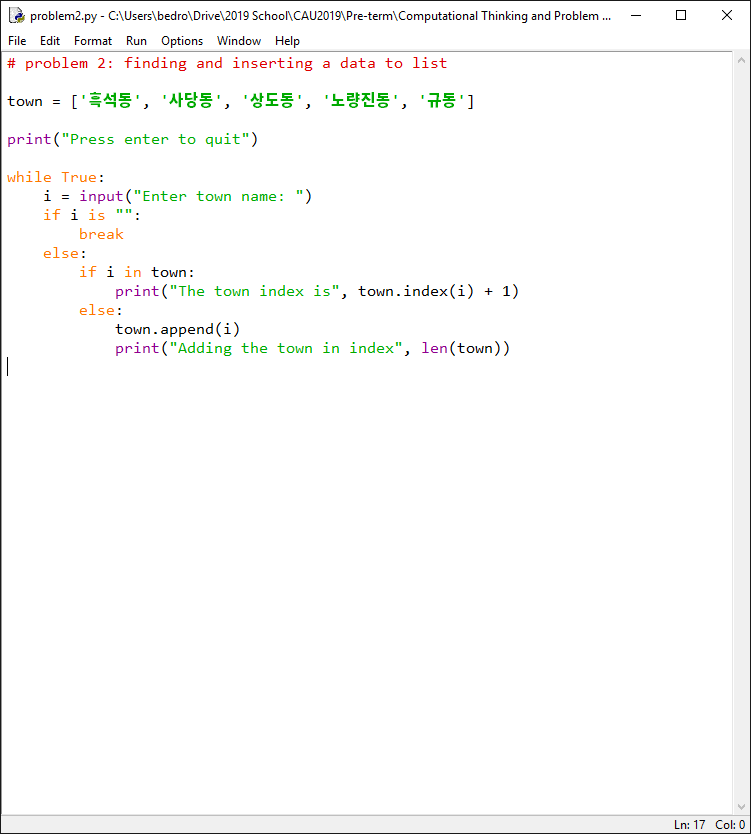 problem2.py - C:\Users\bedro\Drive\2019 School\CAU2019\Pre-term\Computational Thinking and Problem ...
File Edit Format Run Options Window Help
# problem 2: finding and inserting a data to list
town = ['흑석동', '사당동', '상도동', '노량진동', '규동']
print("Press enter to quit")
while True:
    i = input("Enter town name: ")
    if i is "":
        break
    else:
        if i in town:
            print("The town index is", town.index(i) + 1)
        else:
            town.append(i)
            print("Adding the town in index", len(town))
Ln: 17 Col: 0